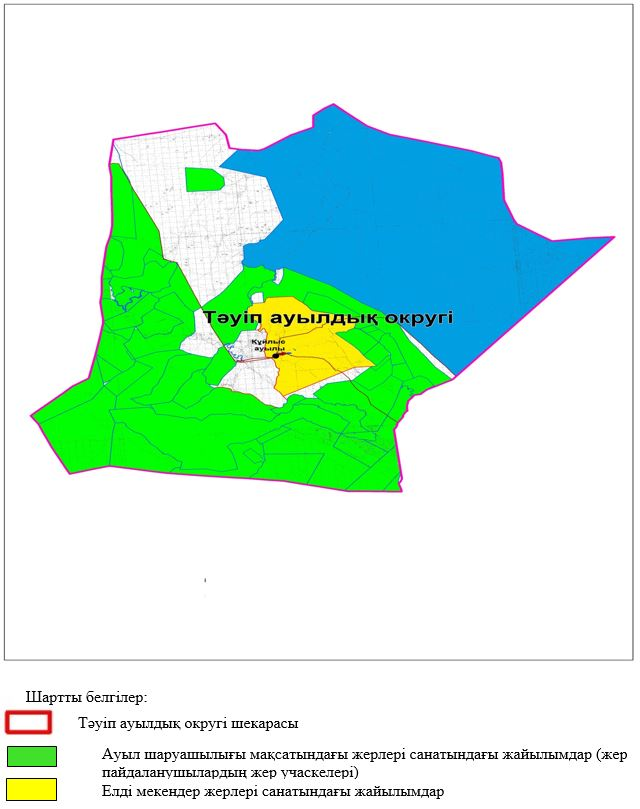 Тәуіп ауылдық округі
Құнлыс
ауылы
Шартты белгілер:
Тәуіп ауылдық округі шекарасы
Ауыл шаруашылығы мақсатындағы жерлері санатындағы жайылымдар (жер
пайдаланушылардың жер учаскелері)
Елді мекендер жерлері санатындағы жайылымдар